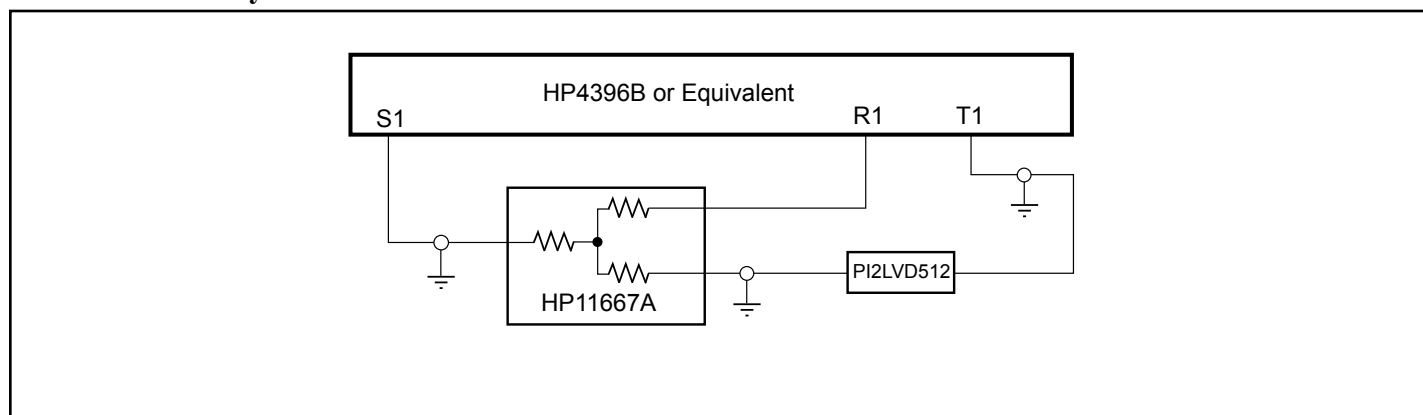 HP4396B or Equivalent
S1
R1
T1
PI2LVD512
HP11667A